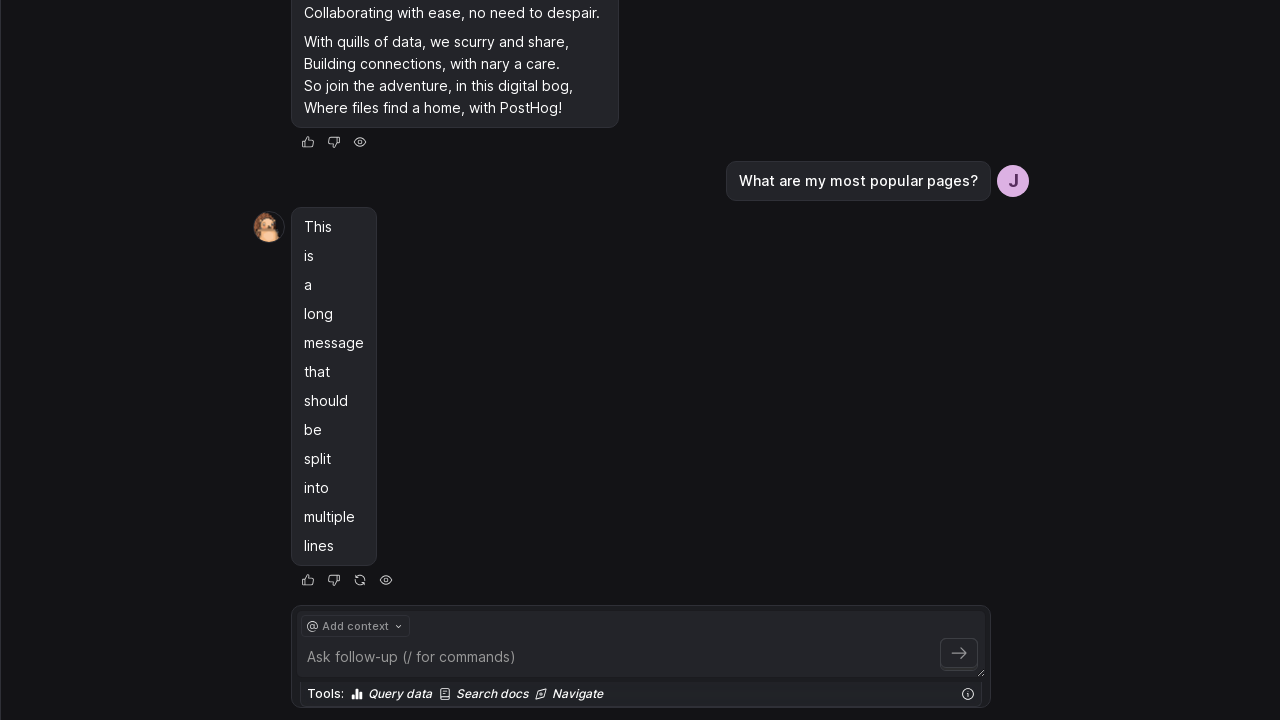 Collaborating with ease, no need to despair.
With quills of data, we scurry and share,
Building connections, with nary a care.
So join the adventure, in this digital bog,
Where files find a home, with PostHog!
What are my most popular pages?
J
This
is
a
long
message
that
should
be
split
into
multiple
lines
@ Add context
Ask follow-up (/ for commands)
Tools: Query data Search docs Navigate